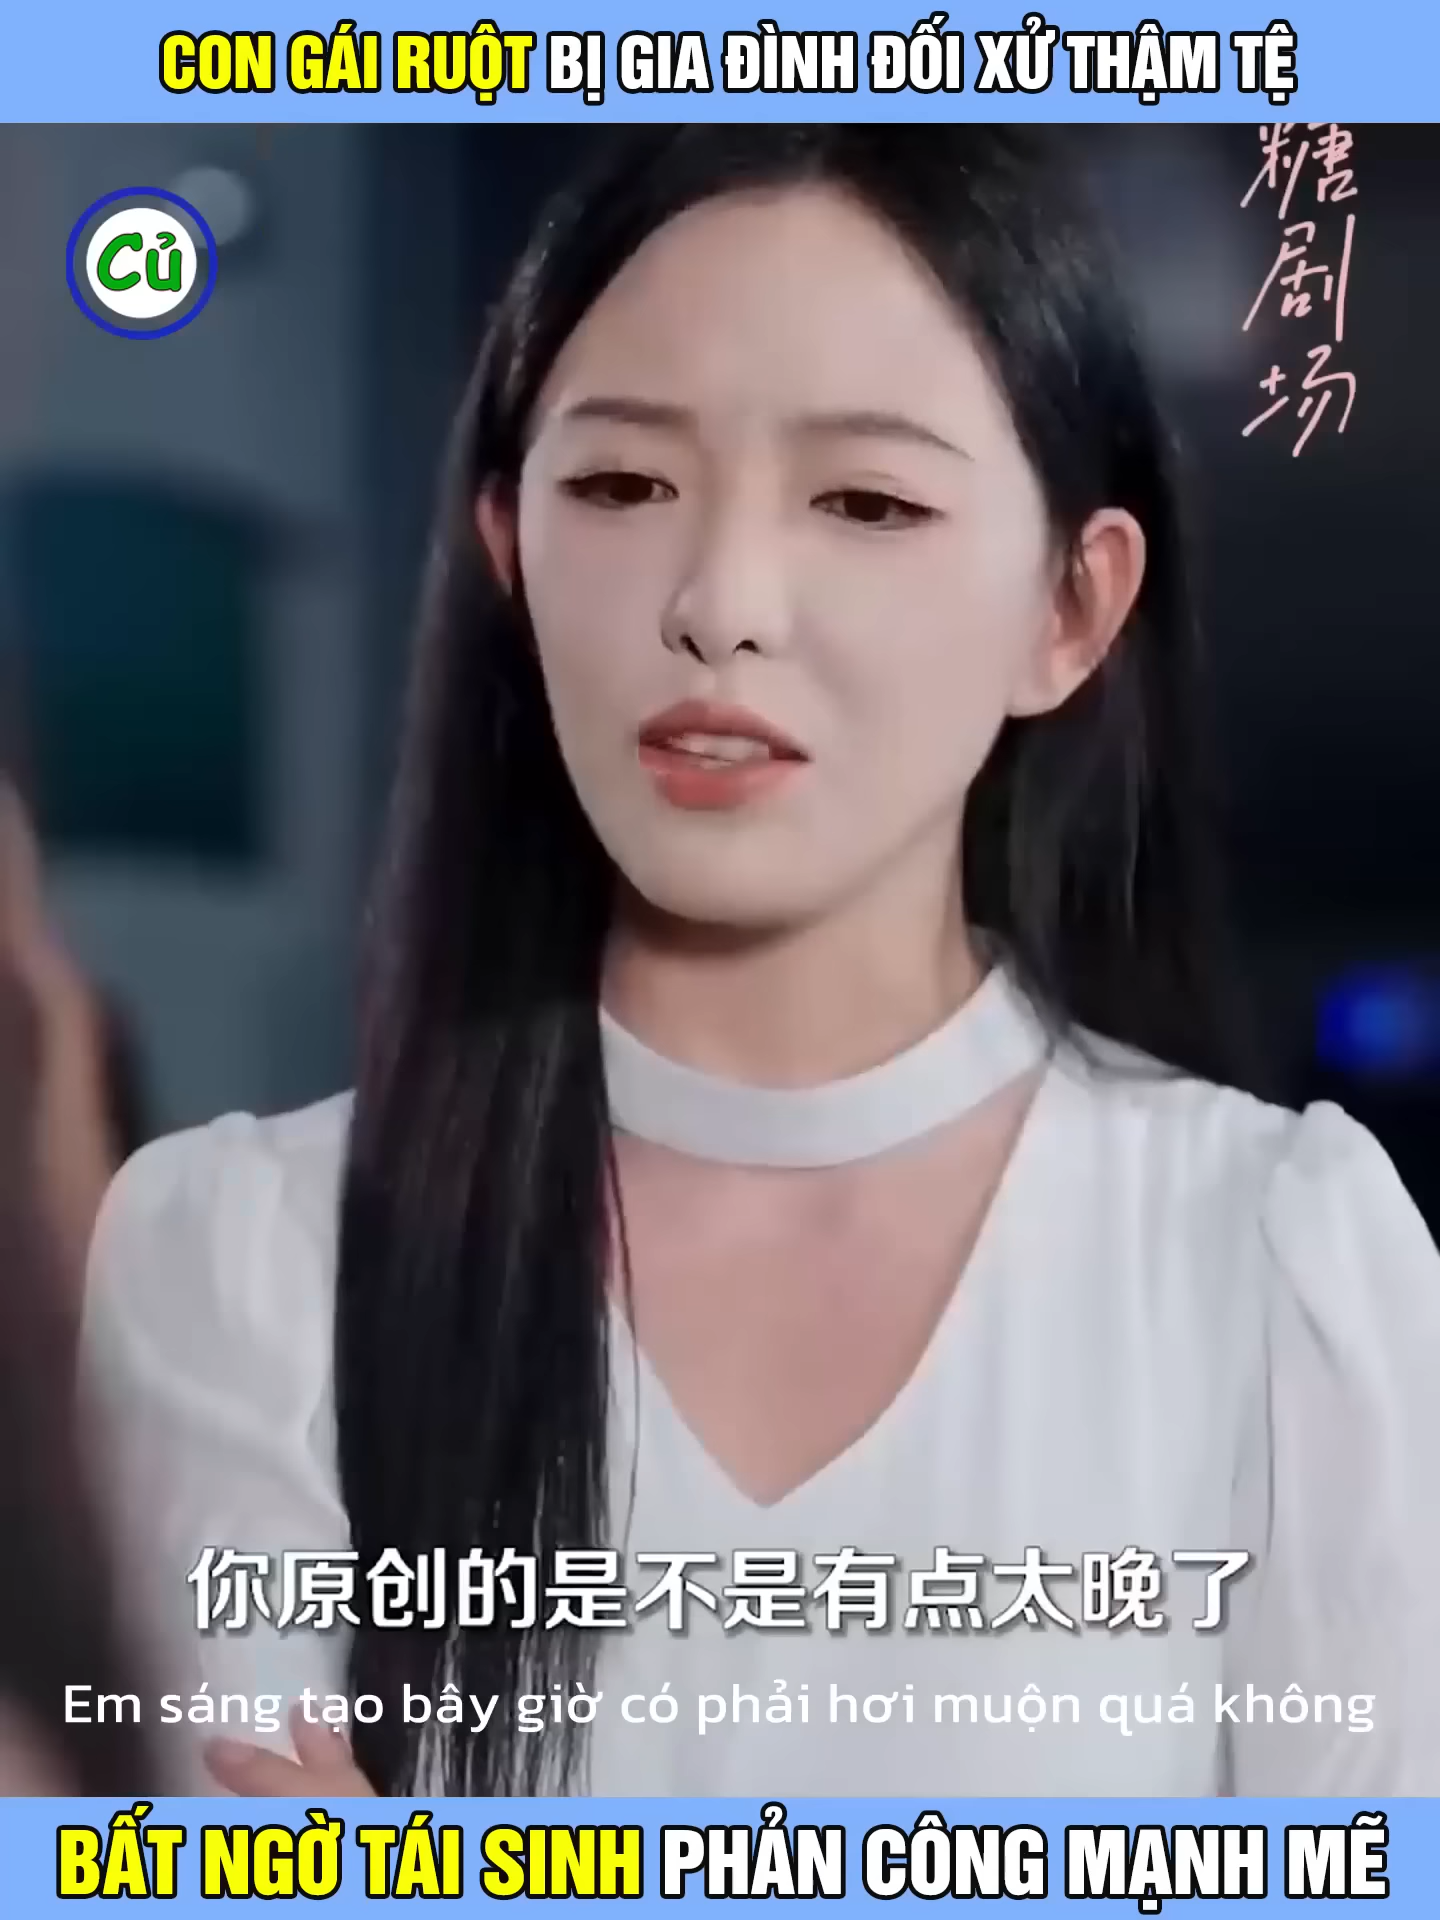 CON GÁI RUỘT BỊ GIA ĐÌNH ĐỐI XỬ THẬM TỆ
糖剧场
Củ
你原创的是不是有点太晚了
Em sáng tạo bây giờ có phải hơi muộn quá không
BẤT NGỜ TÁI SINH PHẢN CÔNG MẠNH MẼ